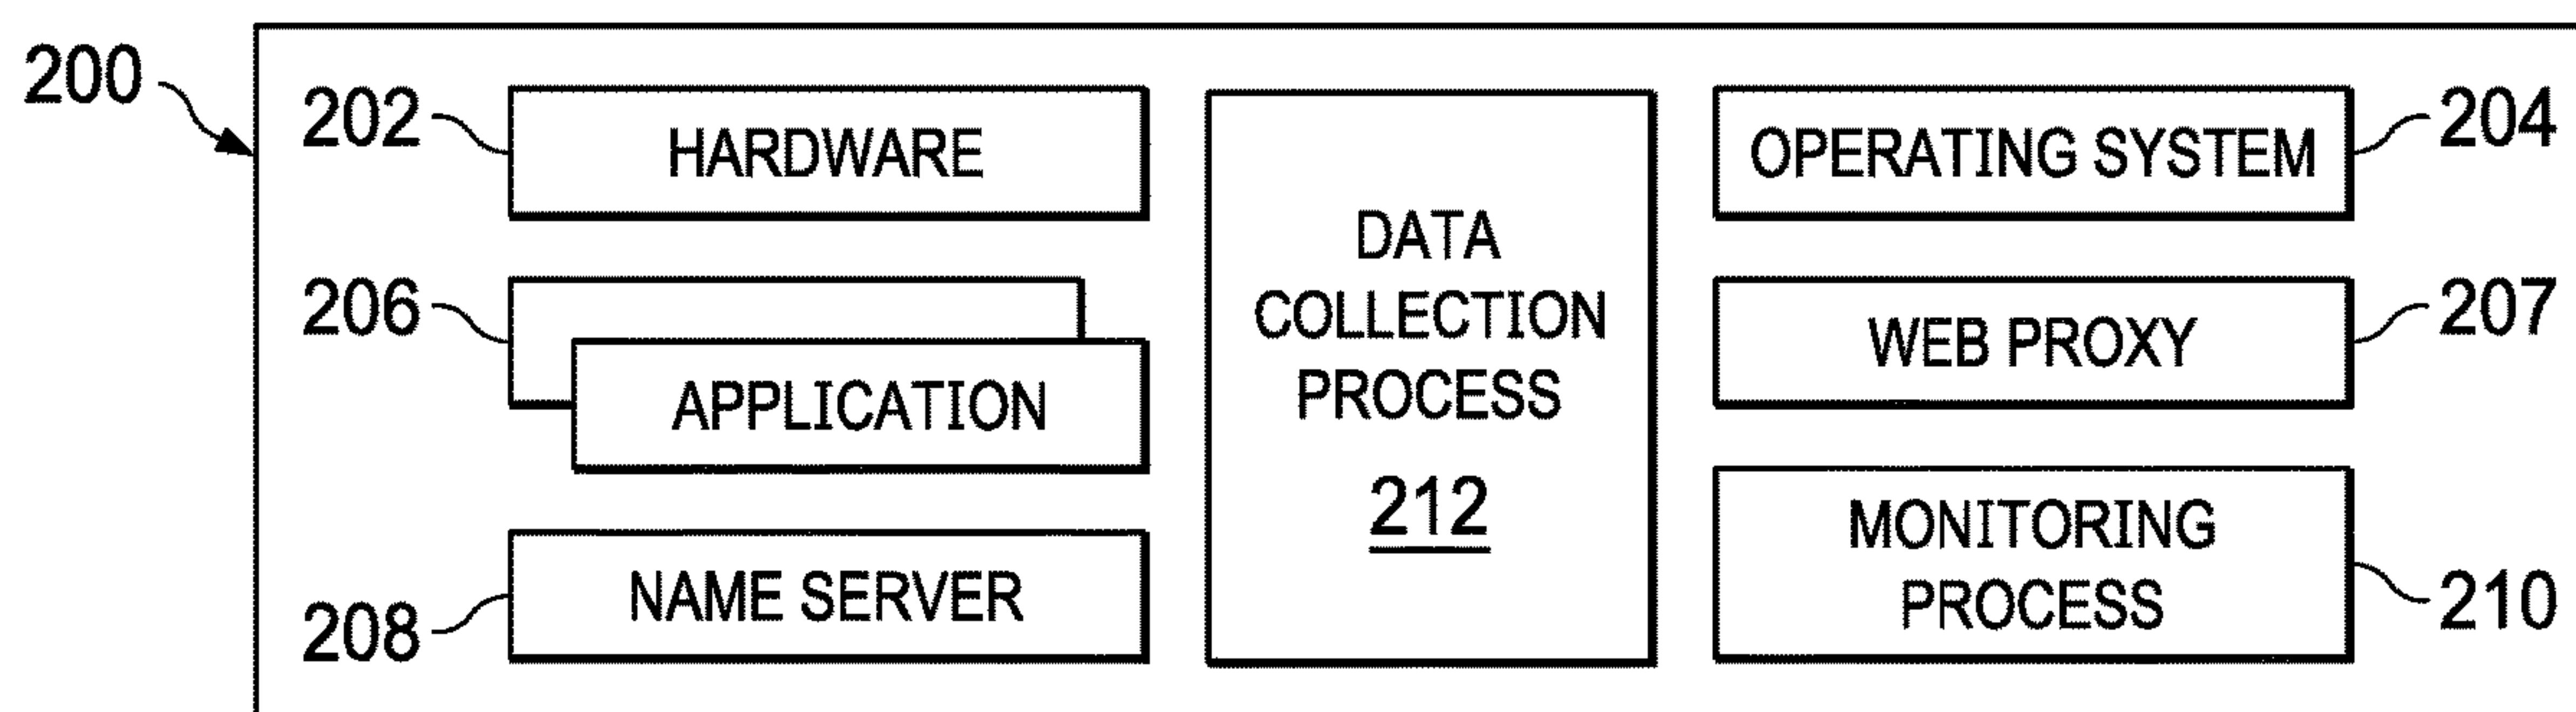 200
202
HARDWARE
206
APPLICATION
208
NAME SERVER
DATA
COLLECTION
PROCESS
212
OPERATING SYSTEM
204
WEB PROXY
207
MONITORING
PROCESS
210